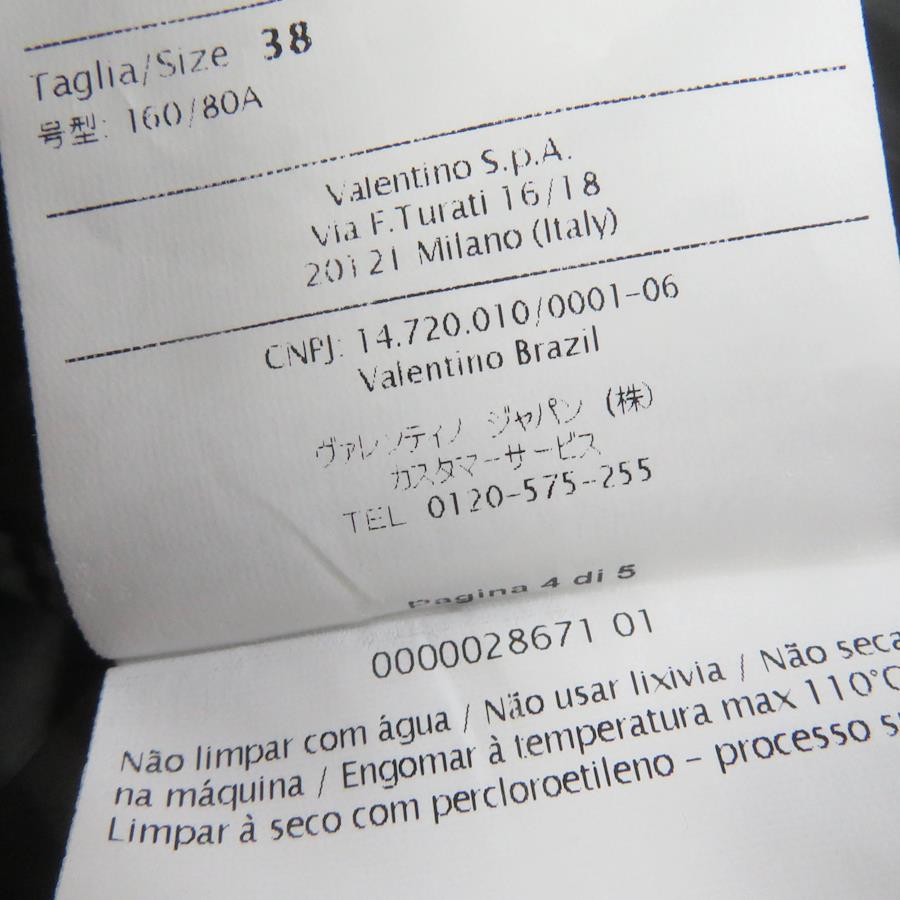 Taglia/Size 38
号型: 160/80A
Valentino S.p.A.
Via F.Turati 16/18
20121 Milano (Italy)
CNPJ: 14.720.010/0001-06
Valentino Brazil
ヴァレンティノ ジャパン (株)
カスタマーサービス
TEL 0120-575-255
Pagina 4 di 5
0000028671 01
Não limpar com água / Não usar lixivia / Não seca
na máquina / Engomar à temperatura max 110°C
Limpar à seco com percloroetileno - processo s